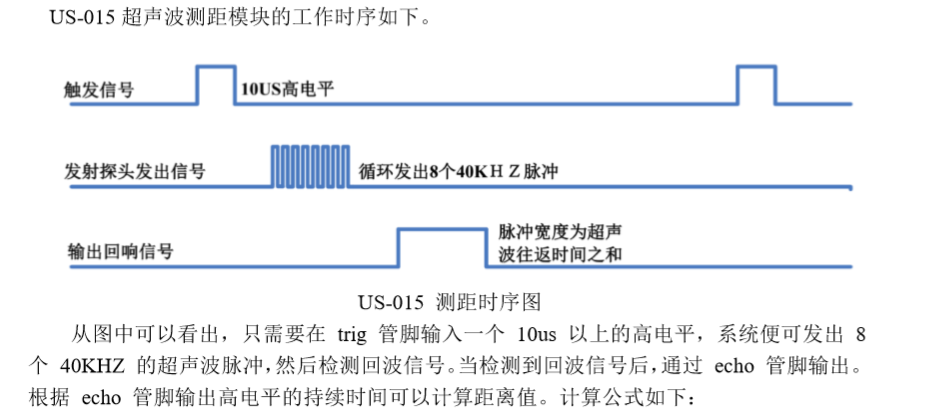 US-015 超声波测距模块的工作时序如下。
触发信号
10US高电平
发射探头发出信号
循环发出8个40KＨＺ脉冲
输出回响信号
脉冲宽度为超声
波往返时间之和
US-015 测距时序图
从图中可以看出，只需要在 trig 管脚输入一个 10us 以上的高电平，系统便可发出 8
个 40KHZ 的超声波脉冲，然后检测回波信号。当检测到回波信号后，通过 echo 管脚输出。
根据 echo 管脚输出高电平的持续时间可以计算距离值。计算公式如下：